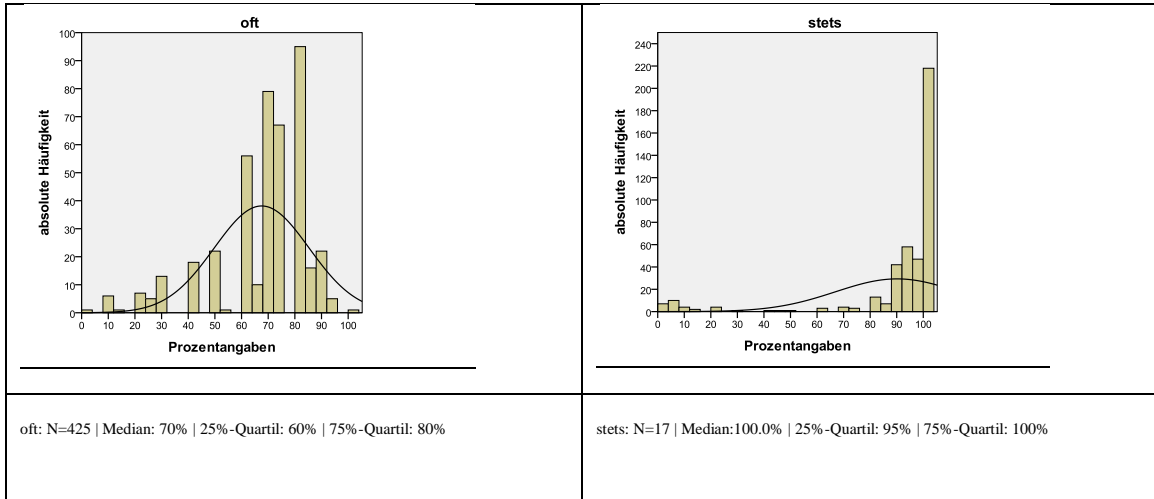 oft
100
90
80
70
60
50
40
30
20
10
0
absolute Häufigkeit
0 10 20 30 40 50 60 70 80 90 100
Prozentangaben
oft: N=425 | Median: 70% | 25%-Quartil: 60% | 75%-Quartil: 80%
stets
240
220
200
180
160
140
120
100
80
60
40
20
0
absolute Häufigkeit
0 10 20 30 40 50 60 70 80 90 100
Prozentangaben
stets: N=17 | Median:100.0% | 25%-Quartil: 95% | 75%-Quartil: 100%